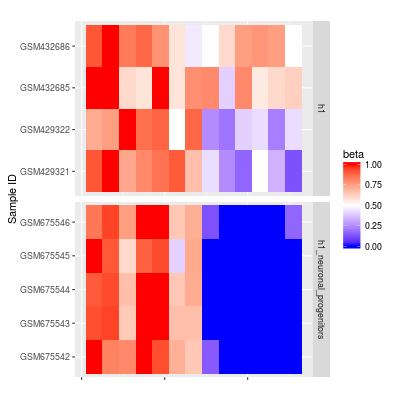 GSM432686
GSM432685
GSM429322
GSM429321
h1
GSM675546
GSM675545
GSM675544
GSM675543
GSM675542
h1_neuronal_progenitors
Sample ID
beta
1.00
0.75
0.50
0.25
0.00